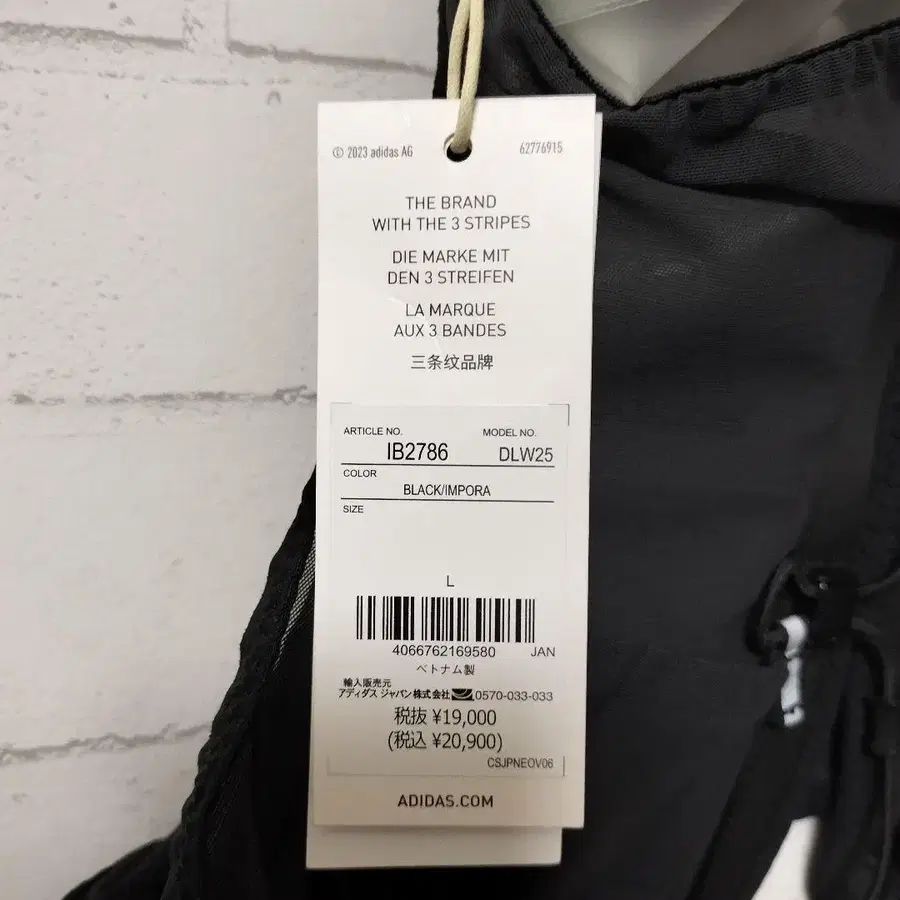 © 2023 adidas AG 62776915
THE BRAND
WITH THE 3 STRIPES
DIE MARKE MIT
DEN 3 STREIFEN
LA MARQUE
AUX 3 BANDES
三条纹品牌
ARTICLE NO. MODEL NO.
IB2786 DLW25
COLOR
BLACK/IMPORA
SIZE
L
4066762169580 JAN
ベトナム製
輸入販売元
アディダス ジャパン株式会社 0570-033-033
税抜 ¥19,000
(税込 ¥20,900)
CSJPNEOV06
ADIDAS.COM